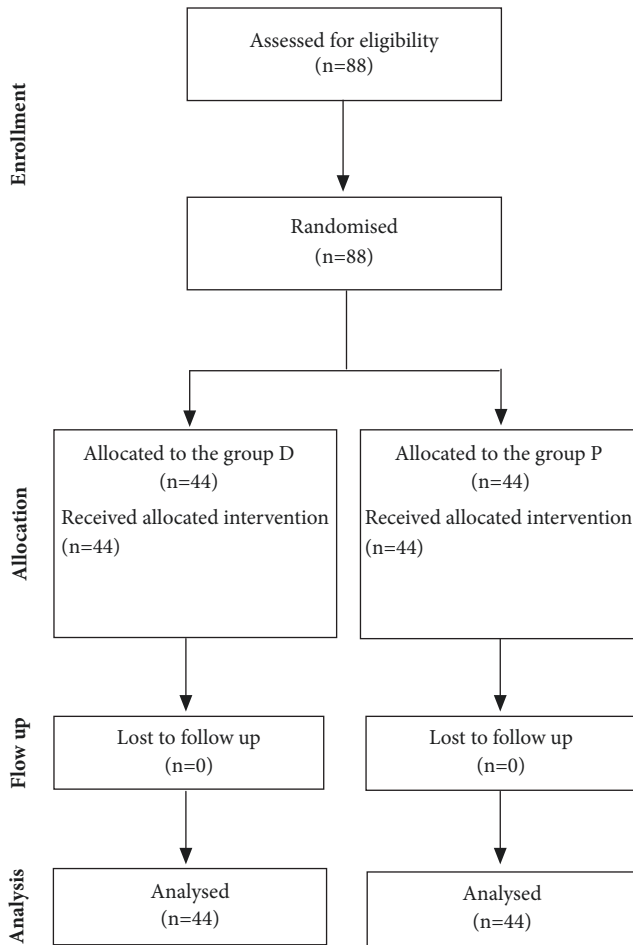 Enrollment
Assessed for eligibility
(n=88)
Randomised
(n=88)
Allocation
Allocated to the group D
(n=44)
Received allocated intervention
(n=44)
Allocated to the group P
(n=44)
Received allocated intervention
(n=44)
Flow up
Lost to follow up
(n=0)
Lost to follow up
(n=0)
Analysis
Analysed
(n=44)
Analysed
(n=44)